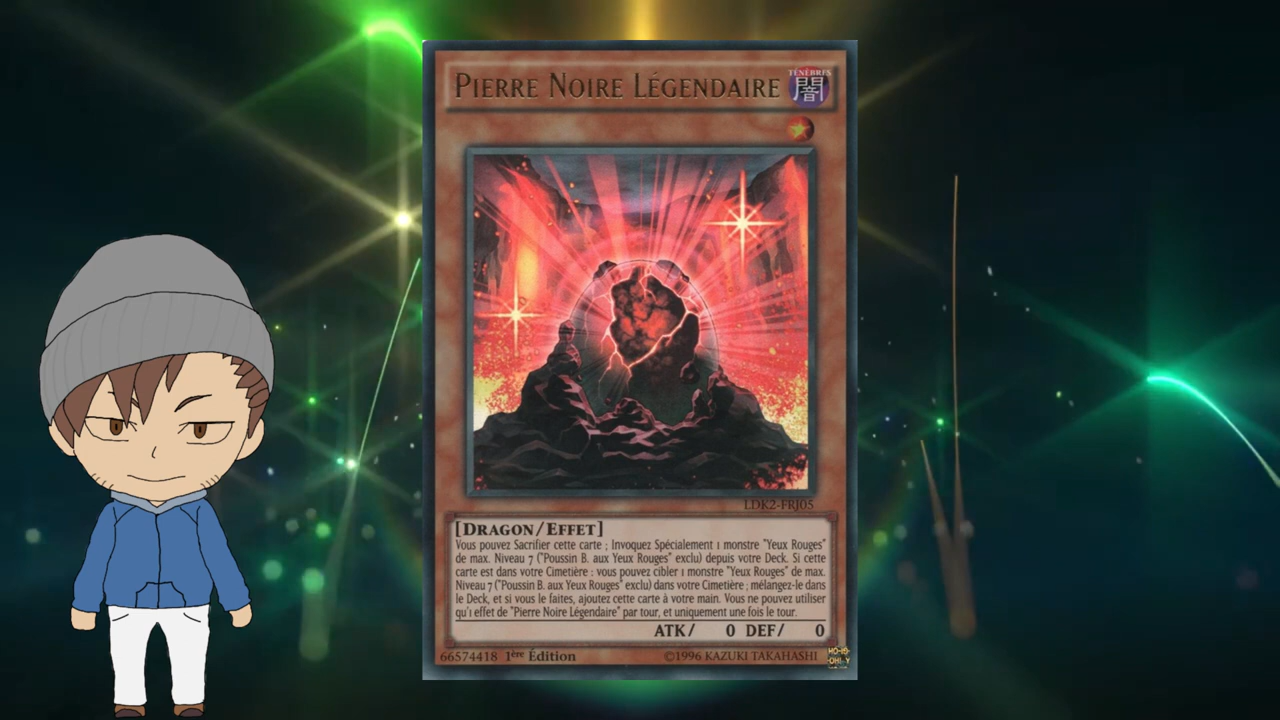 PIERRE NOIRE LÉGENDAIRE
TÉNÈBRES
闇
LDK2-FRJ05
[DRAGON/EFFET]
Vous pouvez Sacrifier cette carte ; Invoquez Spécialement 1 monstre "Yeux Rouges"
de max. Niveau 7 ("Poussin B. aux Yeux Rouges" exclu) depuis votre Deck. Si cette
carte est dans votre Cimetière : vous pouvez cibler 1 monstre "Yeux Rouges" de max.
Niveau 7 ("Poussin B. aux Yeux Rouges" exclu) dans votre Cimetière ; mélangez-le dans
le Deck, et si vous le faites, ajoutez cette carte à votre main. Vous ne pouvez utiliser
qu'1 effet de "Pierre Noire Légendaire" par tour, et uniquement une fois le tour.
ATK/ 0 DEF/ 0
66574418 1ère Édition ©1996 KAZUKI TAKAHASHI